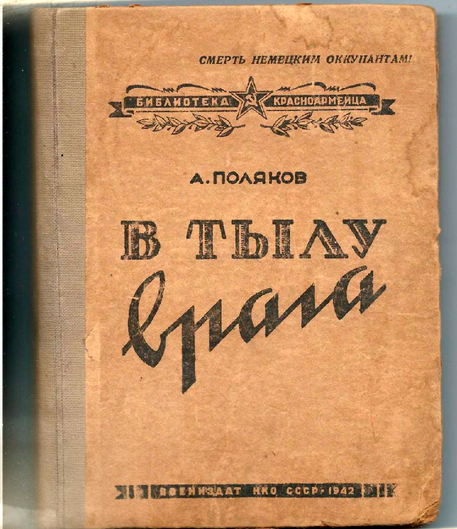 СМЕРТЬ НЕМЕЦКИМ ОККУПАНТАМ!
БИБЛИОТЕКА КРАСНОАРМЕЙЦА
А. ПОЛЯКОВ
В ТЫЛУ
врага
ВОЕНИЗДАТ НКО СССР-1942